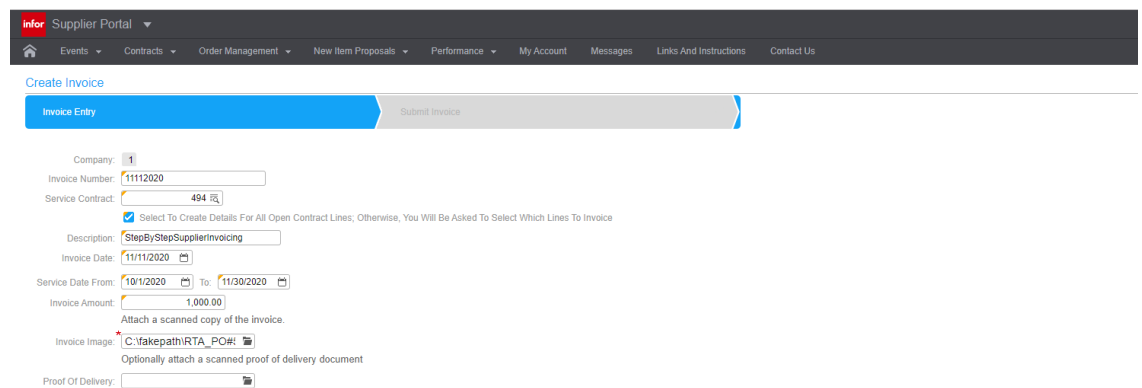 infor Supplier Portal
Events Contracts Order Management New Item Proposals Performance My Account Messages Links And Instructions Contact Us
Create Invoice
Invoice Entry Submit Invoice
Company: 1
Invoice Number: 11112020
Service Contract: 494
Select To Create Details For All Open Contract Lines; Otherwise, You Will Be Asked To Select Which Lines To Invoice
Description: StepByStepSupplierInvoicing
Invoice Date: 11/11/2020
Service Date From: 10/1/2020 To: 11/30/2020
Invoice Amount: 1,000.00
Attach a scanned copy of the invoice.
* Invoice Image: C:\fakepath\RTA_PO#
Optionally attach a scanned proof of delivery document
Proof Of Delivery: